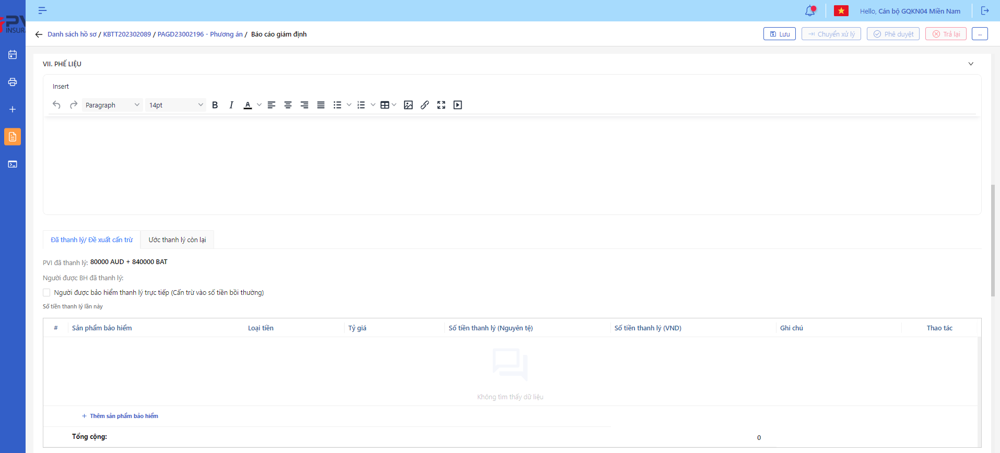 PV
INSUR
Hello, Cán bộ GQKN04 Miền Nam
Danh sách hồ sơ / KBTT202302089 / PAGD23002196 - Phương án / Báo cáo giám định
Lưu
Chuyển xử lý
Phê duyệt
Trả lại
...
VII. PHẾ LIỆU
Insert
Paragraph
14pt
Đã thanh lý/ Đề xuất cấn trừ
Ước thanh lý còn lại
PVI đã thanh lý: 80000 AUD + 840000 BAT
Người được BH đã thanh lý:
Người được bảo hiểm thanh lý trực tiếp (Cấn trừ vào số tiền bồi thường)
Số tiền thanh lý lần này
# Sản phẩm bảo hiểm Loại tiền Tỷ giá Số tiền thanh lý (Nguyên tệ) Số tiền thanh lý (VND) Ghi chú Thao tác
Không tìm thấy dữ liệu
+ Thêm sản phẩm bảo hiểm
Tổng cộng: 0